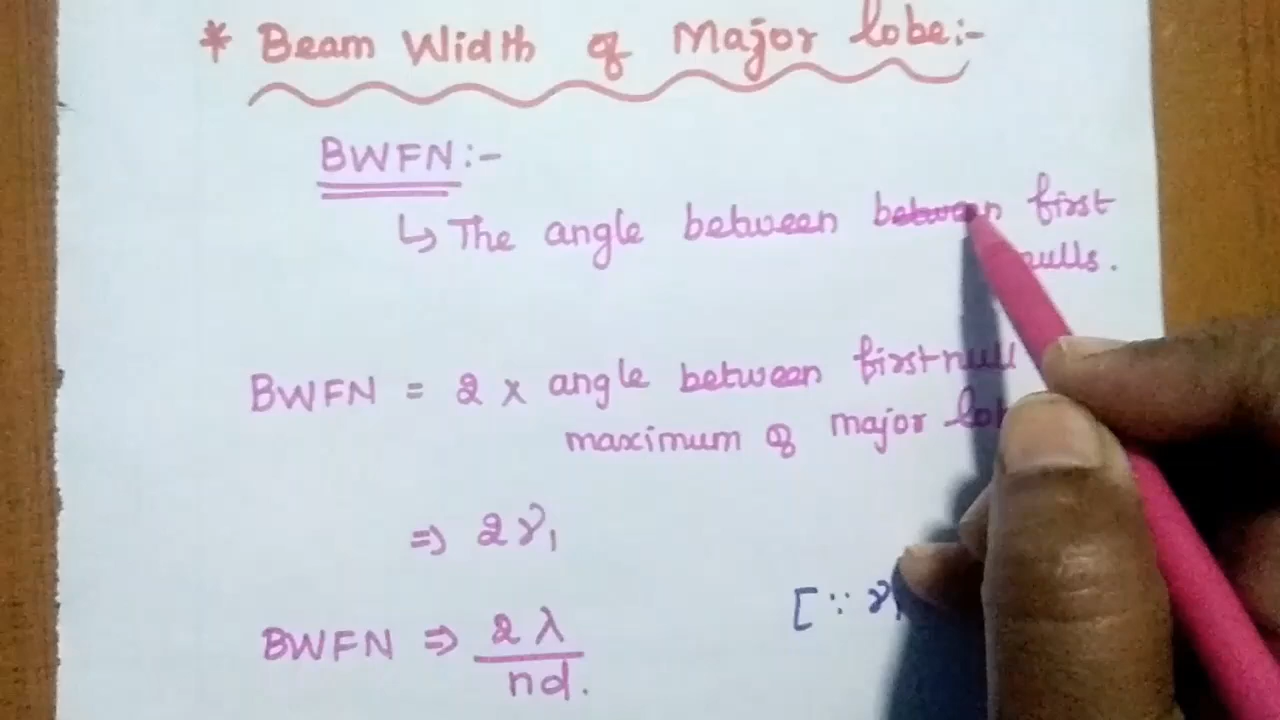 * Beam Width of Major lobe:-
BWFN:-
↳ The angle between between first
nulls.
BWFN = 2 x angle between first null
maximum of major
⇒ 2γ₁
[∵ γ₁
BWFN ⇒ 2λ/nd.